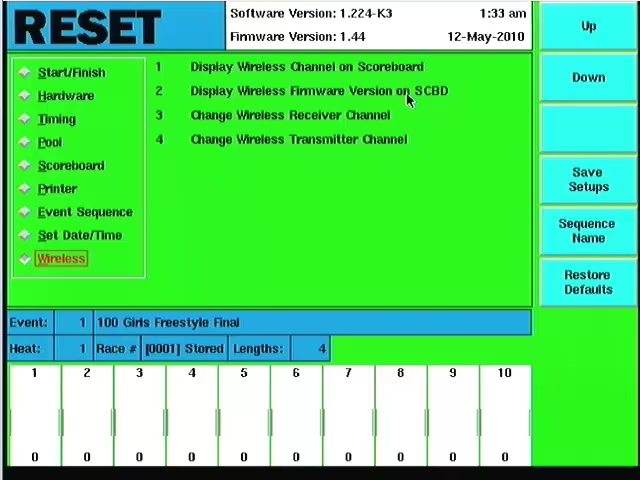 RESET
Software Version: 1.224-K3 1:33 am
Firmware Version: 1.44 12-May-2010
Start/Finish
Hardware
Timing
Pool
Scoreboard
Printer
Event Sequence
Set Date/Time
Wireless
1 Display Wireless Channel on Scoreboard
2 Display Wireless Firmware Version on SCBD
3 Change Wireless Receiver Channel
4 Change Wireless Transmitter Channel
Up
Down
Save
Setups
Sequence
Name
Restore
Defaults
Event: 1 100 Girls Freestyle Final
Heat: 1 Race # [0001] Stored Lengths: 4
1 2 3 4 5 6 7 8 9 10
0 0 0 0 0 0 0 0 0 0